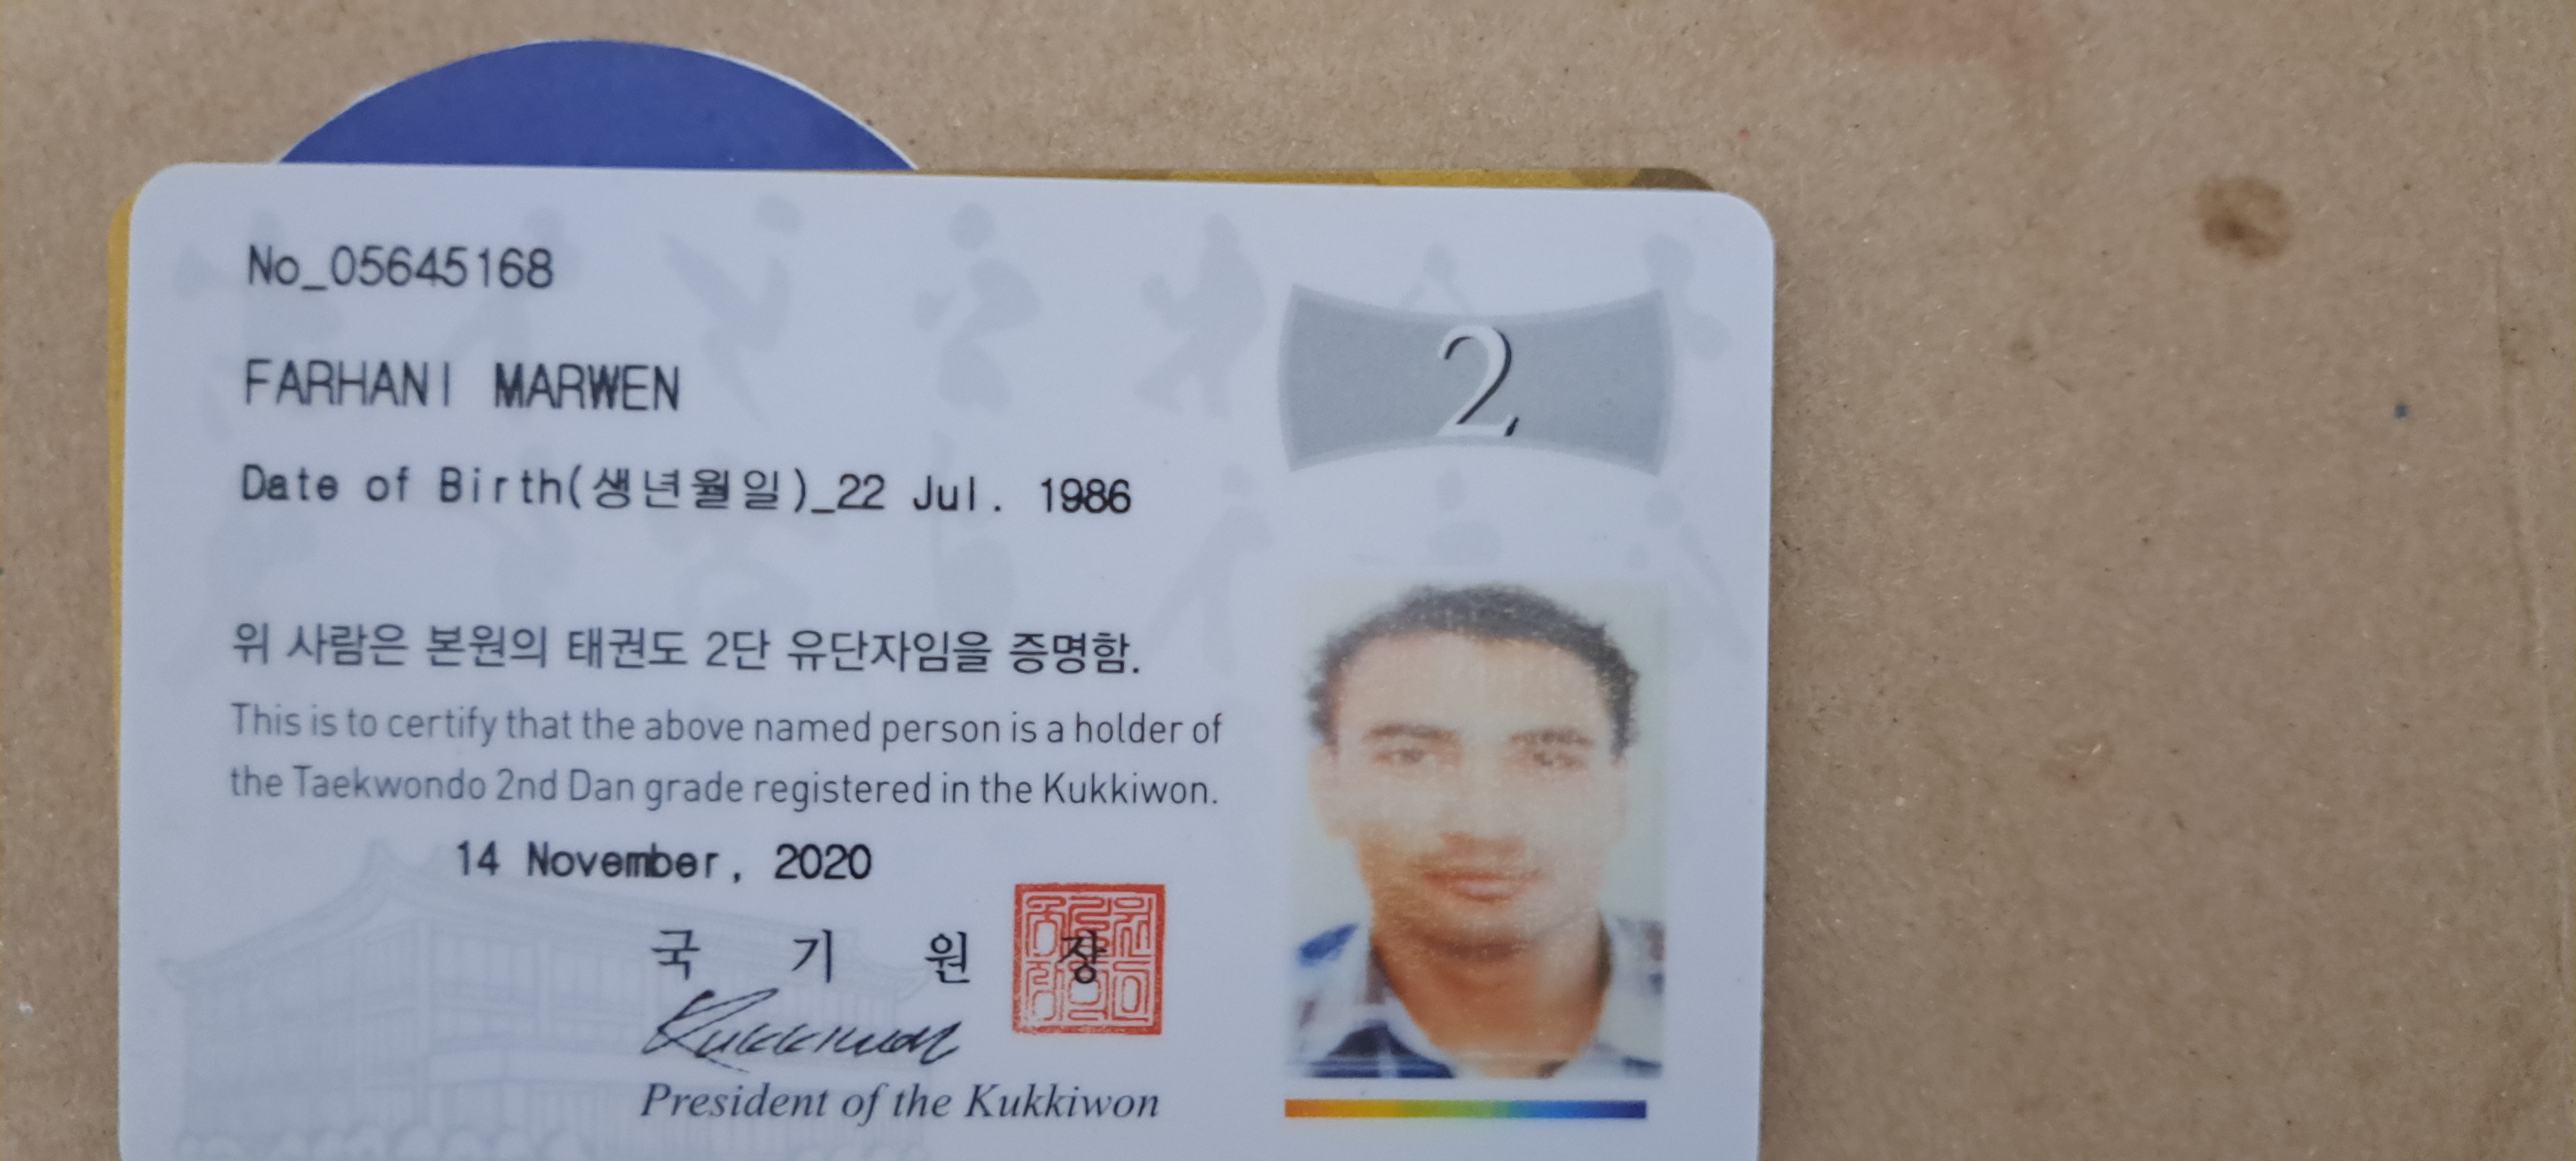 No_05645168
2
FARHANI MARWEN
Date of Birth(생년월일)_22 Jul. 1986
위 사람은 본원의 태권도 2단 유단자임을 증명함.
This is to certify that the above named person is a holder of
the Taekwondo 2nd Dan grade registered in the Kukkiwon.
14 November, 2020
국 기 원 장
Kukkiwon
President of the Kukkiwon